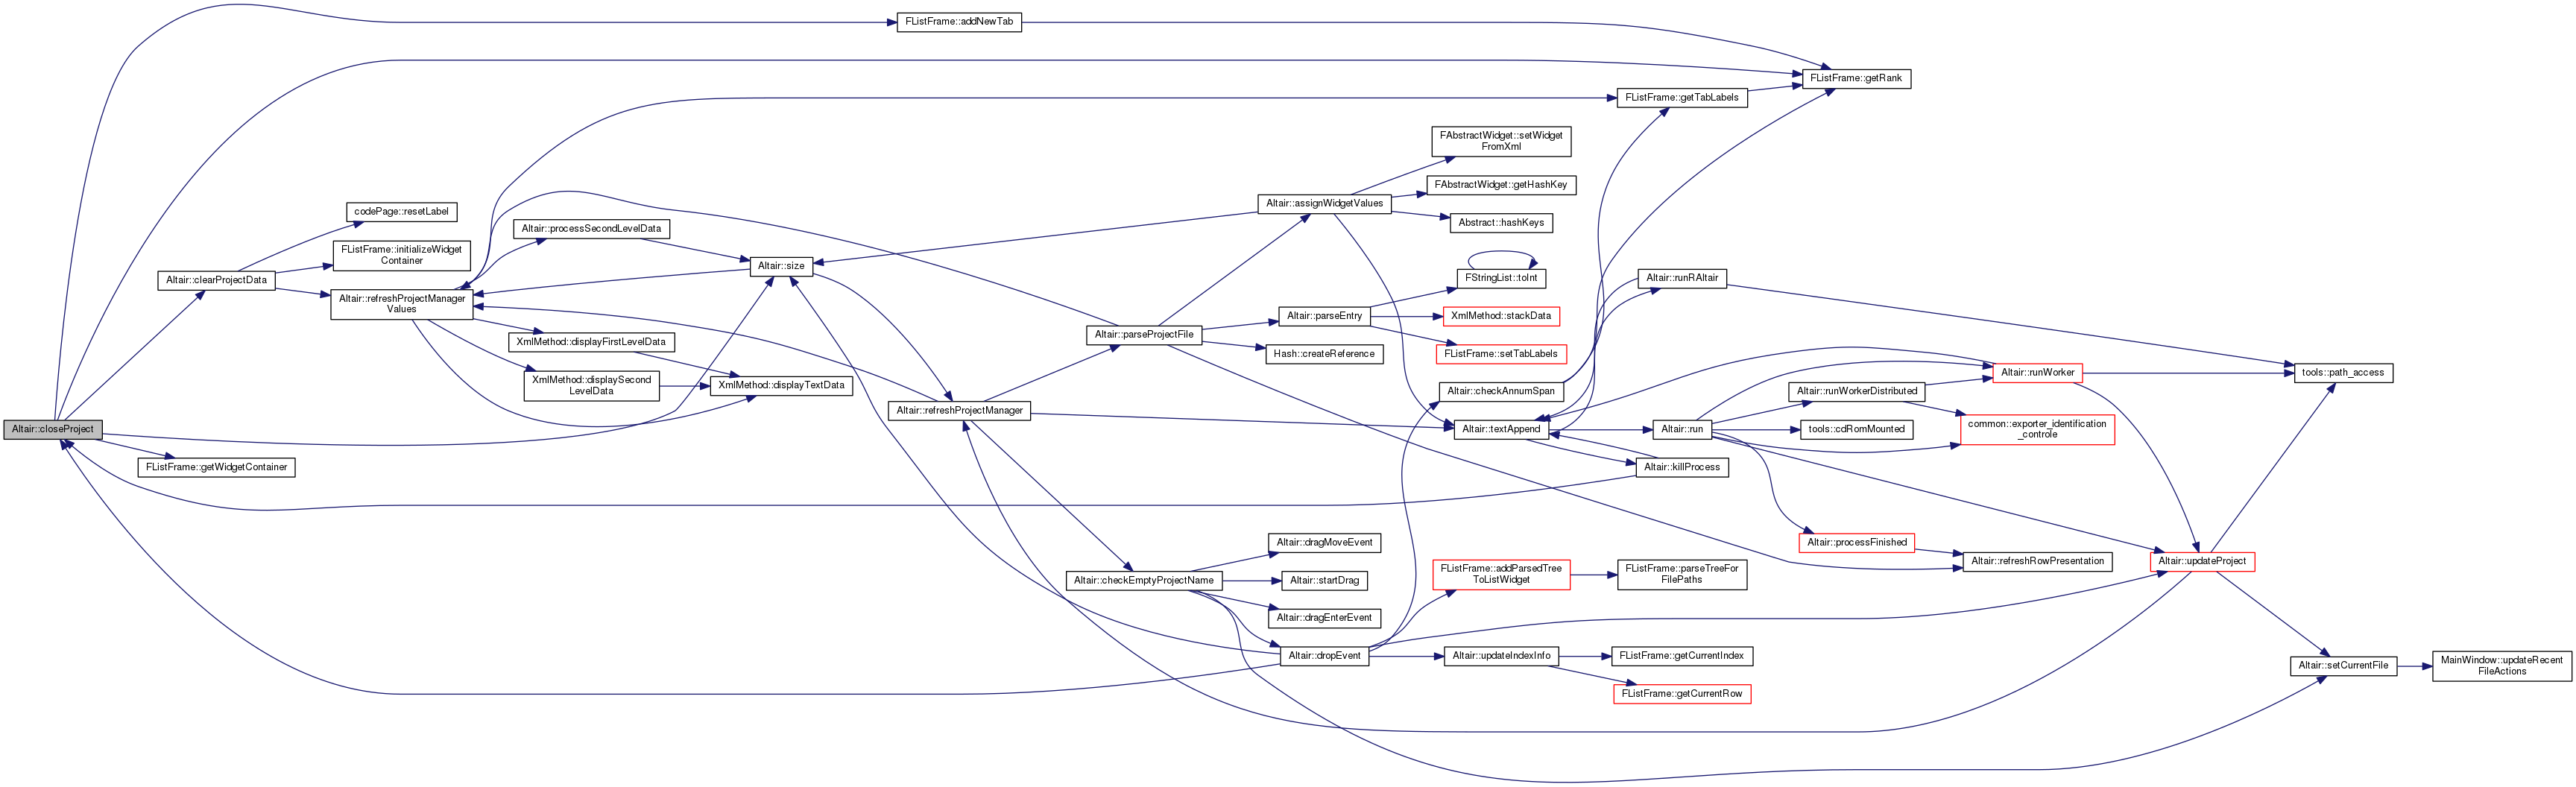 FListFrame::addNewTab
FListFrame::getRank
FListFrame::getTabLabels
FAbstractWidget::setWidget
FromXml
FAbstractWidget::getHashKey
codePage::resetLabel
Altair::assignWidgetValues
Abstract::hashKeys
Altair::processSecondLevelData
FListFrame::initializeWidget
Container
Altair::size
Altair::clearProjectData
FStringList::toInt
Altair::runRAltair
Altair::refreshProjectManager
Values
Altair::parseEntry
XmlMethod::stackData
Altair::parseProjectFile
XmlMethod::displayFirstLevelData
Hash::createReference
FListFrame::setTabLabels
XmlMethod::displaySecond
LevelData
XmlMethod::displayTextData
Altair::runWorker
tools::path_access
Altair::checkAnnumSpan
Altair::runWorkerDistributed
Altair::refreshProjectManager
Altair::closeProject
Altair::textAppend
Altair::run
tools::cdRomMounted
common::exporter_identification
_controle
FListFrame::getWidgetContainer
Altair::killProcess
Altair::dragMoveEvent
Altair::processFinished
Altair::refreshRowPresentation
Altair::updateProject
Altair::checkEmptyProjectName
Altair::startDrag
FListFrame::addParsedTree
ToListWidget
FListFrame::parseTreeFor
FilePaths
Altair::dragEnterEvent
Altair::dropEvent
Altair::updateIndexInfo
FListFrame::getCurrentIndex
FListFrame::getCurrentRow
Altair::setCurrentFile
MainWindow::updateRecent
FileActions